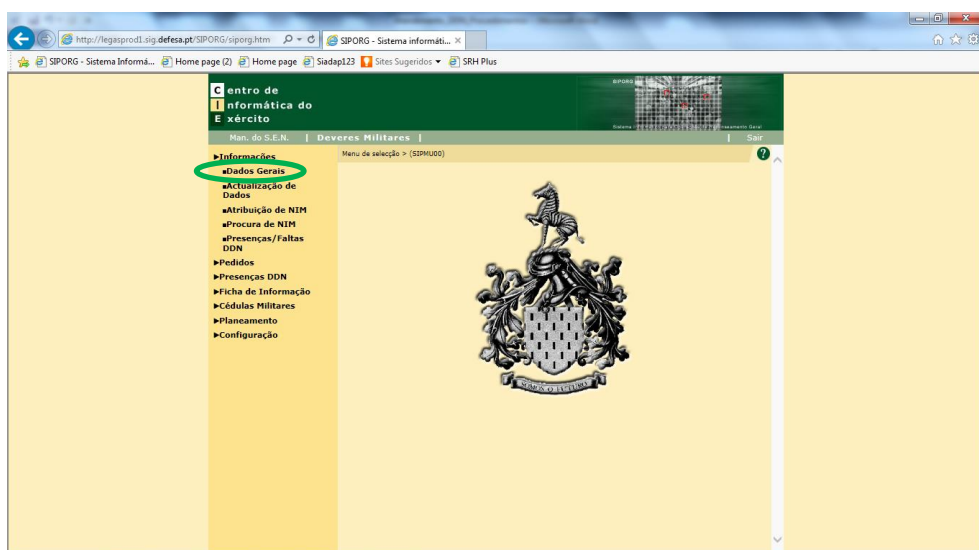 http://legasprod1.sig.defesa.pt/SIPORG/siporg.htm
SIPORG - Sistema informáti...
SIPORG - Sistema Informá...
Home page (2)
Home page
Siadap123
Sites Sugeridos
SRH Plus
Centro de
Informática do
Exército
SIPORG
Man. do S.E.N. | Deveres Militares |
| Sair
►Informações
Menu de selecção > (SIPMU00)
?
▪Dados Gerais
▪Actualização de
Dados
▪Atribuição de NIM
▪Procura de NIM
▪Presenças/Faltas
DDN
►Pedidos
►Presenças DDN
►Ficha de Informação
►Cédulas Militares
►Planeamento
►Configuração
SOMOS O FUTURO